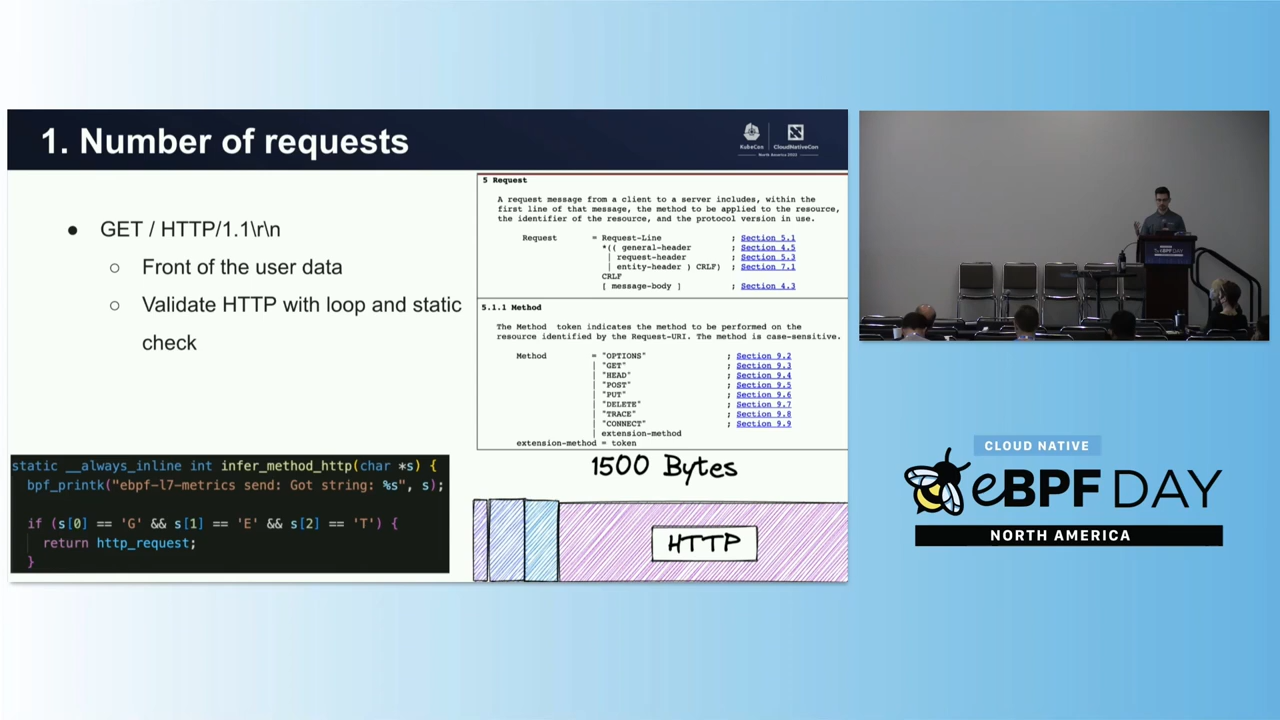 1. Number of requests
KubeCon
CloudNativeCon
● GET / HTTP/1.1\r\n
○ Front of the user data
○ Validate HTTP with loop and static
check
5 Request
A request message from a client to a server includes, within the
first line of that message, the method to be applied to the resource,
the identifier of the resource, and the protocol version in use.
Request = Request-Line ; Section 5.1
*(( general-header ; Section 4.5
| request-header ; Section 5.3
| entity-header ) CRLF) ; Section 7.1
CRLF
[ message-body ] ; Section 4.3
5.1.1 Method
The Method token indicates the method to be performed on the
resource identified by the Request-URI. The method is case-sensitive.
Method = "OPTIONS" ; Section 9.2
| "GET" ; Section 9.3
| "HEAD" ; Section 9.4
| "POST" ; Section 9.5
| "PUT" ; Section 9.6
| "DELETE" ; Section 9.7
| "TRACE" ; Section 9.8
| "CONNECT" ; Section 9.9
| extension-method
extension-method = token
static __always_inline int infer_method_http(char *s) {
bpf_printk("ebpf-l7-metrics send: Got string: %s", s);
if (s[0] == 'G' && s[1] == 'E' && s[2] == 'T') {
return http_request;
}
1500 Bytes
HTTP
CLOUD NATIVE
eBPF DAY
NORTH AMERICA